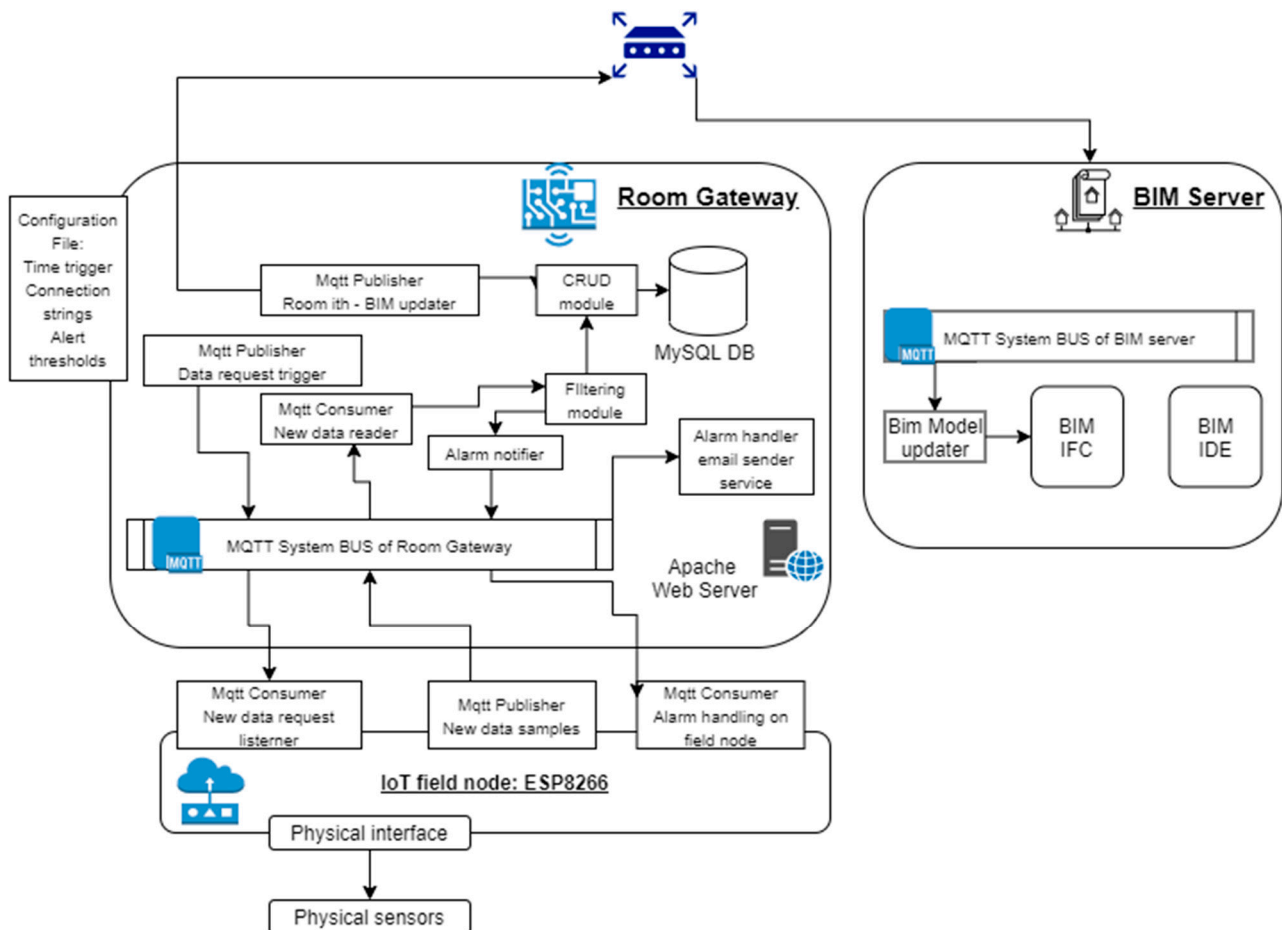 Room Gateway
BIM Server
Configuration
File:
Time trigger
Connection
strings
Alert
thresholds
Mqtt Publisher
Room ith - BIM updater
CRUD
module
MySQL DB
Mqtt Publisher
Data request trigger
Mqtt Consumer
New data reader
FIltering
module
Alarm notifier
Alarm handler
email sender
service
MQTT
MQTT System BUS of Room Gateway
Apache
Web Server
MQTT
MQTT System BUS of BIM server
Bim Model
updater
BIM
IFC
BIM
IDE
Mqtt Consumer
New data request
listerner
Mqtt Publisher
New data samples
Mqtt Consumer
Alarm handling on
field node
IoT field node: ESP8266
Physical interface
Physical sensors